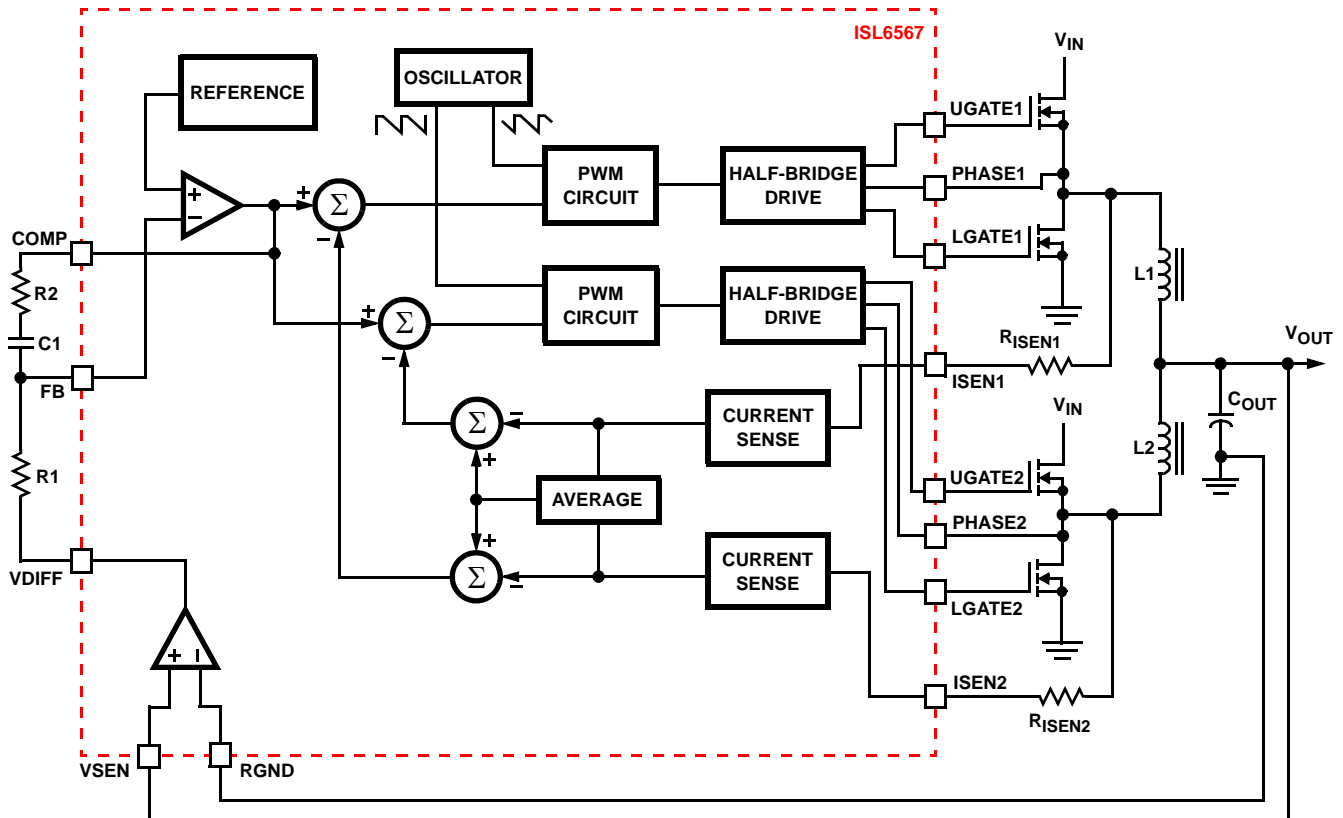 ISL6567
VIN
REFERENCE
OSCILLATOR
UGATE1
PWM
CIRCUIT
HALF-BRIDGE
DRIVE
PHASE1
+
−
+
Σ
−
LGATE1
COMP
R2
C1
FB
R1
VDIFF
PWM
CIRCUIT
HALF-BRIDGE
DRIVE
+
Σ
−
L1
RISEN1
ISEN1
VOUT
COUT
VIN
L2
Σ
−
+
CURRENT
SENSE
AVERAGE
UGATE2
PHASE2
+
Σ
−
CURRENT
SENSE
LGATE2
+
−
ISEN2
RISEN2
VSEN
RGND